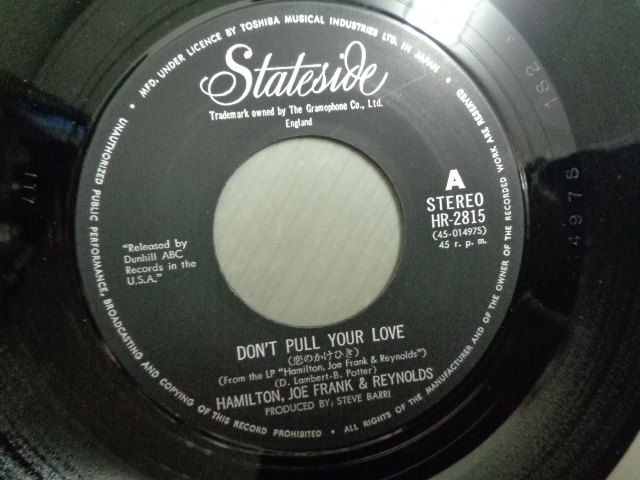 MFD. UNDER LICENCE BY TOSHIBA MUSICAL INDUSTRIES LTD. IN JAPAN •
Stateside
Trademark owned by The Gramophone Co., Ltd.
England
A
STEREO
HR-2815
(45-01497S)
45 r. p. m.
"Released by
Dunhill ABC
Records in the
U.S.A."
DON'T PULL YOUR LOVE
(恋のかけひき)
(From the LP "Hamilton, Joe Frank & Reynolds")
(D. Lambert-B. Potter)
HAMILTON, JOE FRANK & REYNOLDS
PRODUCED BY: STEVE BARRI
• UNAUTHORIZED PUBLIC PERFORMANCE, BROADCASTING AND COPYING OF THIS RECORD PROHIBITED •
ALL RIGHTS OF THE MANUFACTURER AND OF THE OWNER OF THE RECORDED WORK ARE RESERVED •
1497S